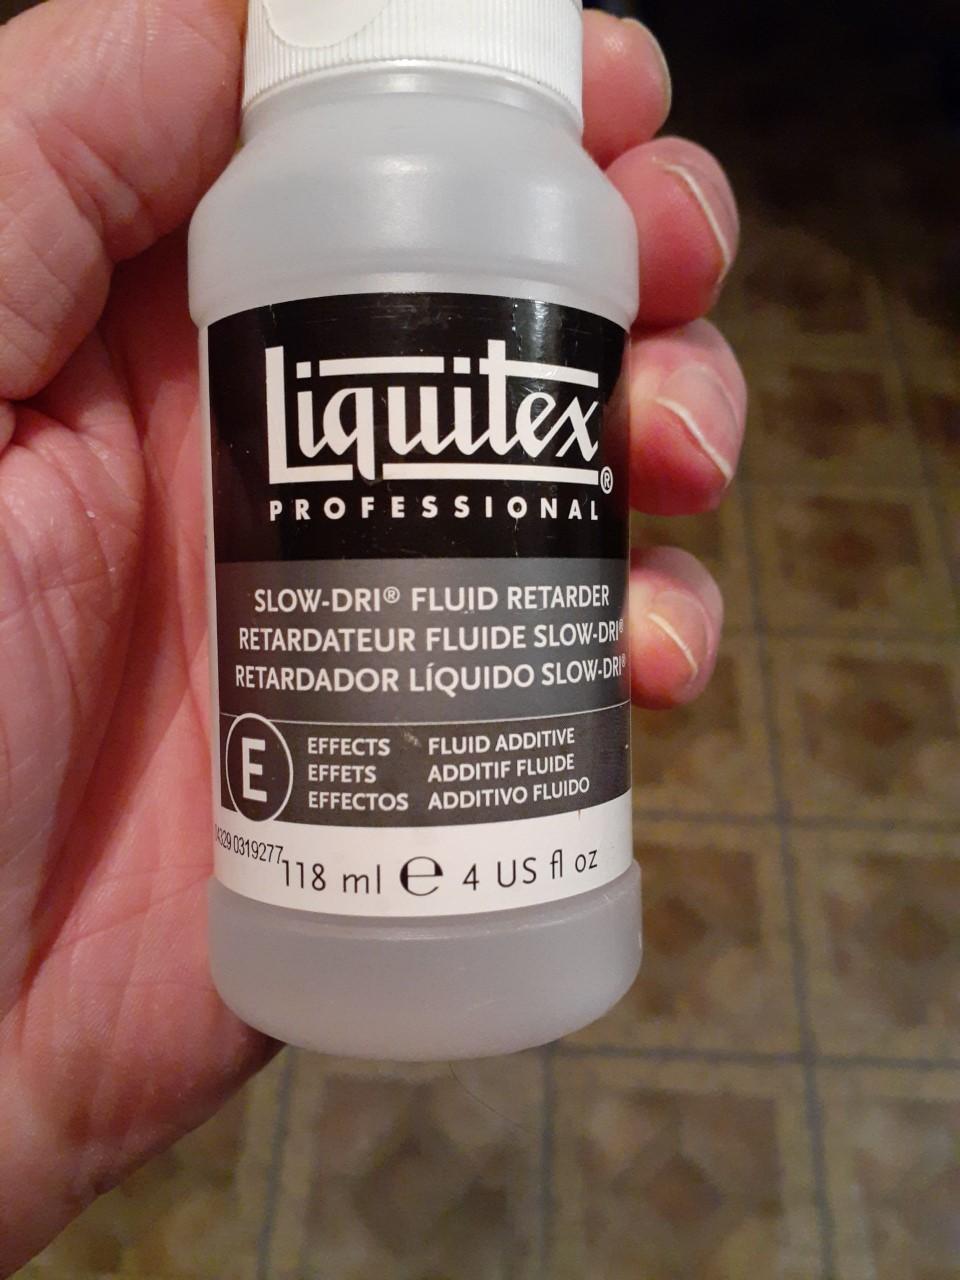 Liquitex®
PROFESSIONAL
SLOW-DRI® FLUID RETARDER
RETARDATEUR FLUIDE SLOW-DRI®
RETARDADOR LÍQUIDO SLOW-DRI®
E
EFFECTS FLUID ADDITIVE
EFFETS ADDITIF FLUIDE
EFFECTOS ADDITIVO FLUIDO
0319277
118 ml ℮ 4 US fl oz